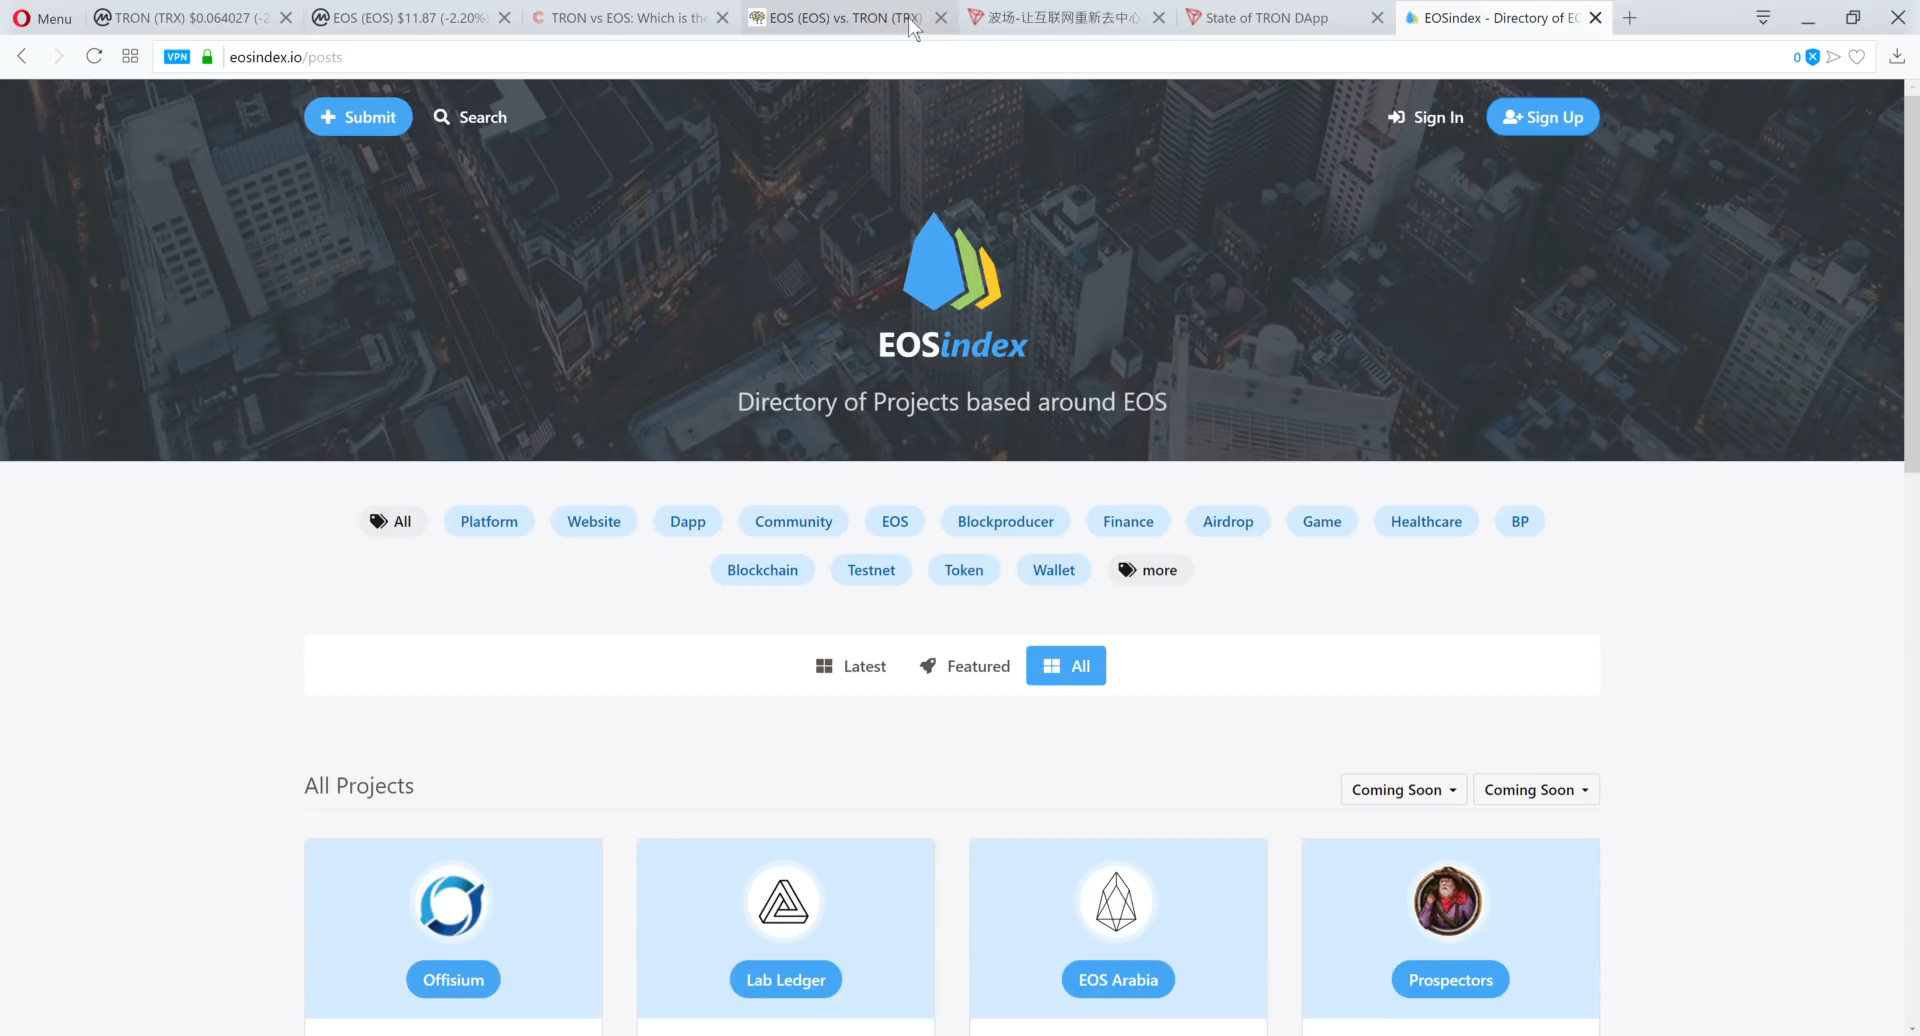 Menu
TRON (TRX) $0.064027 (-2
EOS (EOS) $11.87 (-2.20%
TRON vs EOS: Which is the
EOS (EOS) vs. TRON (TRX)
波场-让互联网重新去中心
State of TRON DApp
EOSindex - Directory of EO
VPN
eosindex.io/posts
0
Submit
Search
Sign In
Sign Up
EOSindex
Directory of Projects based around EOS
All
Platform
Website
Dapp
Community
EOS
Blockproducer
Finance
Airdrop
Game
Healthcare
BP
Blockchain
Testnet
Token
Wallet
more
Latest
Featured
All
All Projects
Coming Soon
Coming Soon
Offisium
Lab Ledger
EOS Arabia
Prospectors